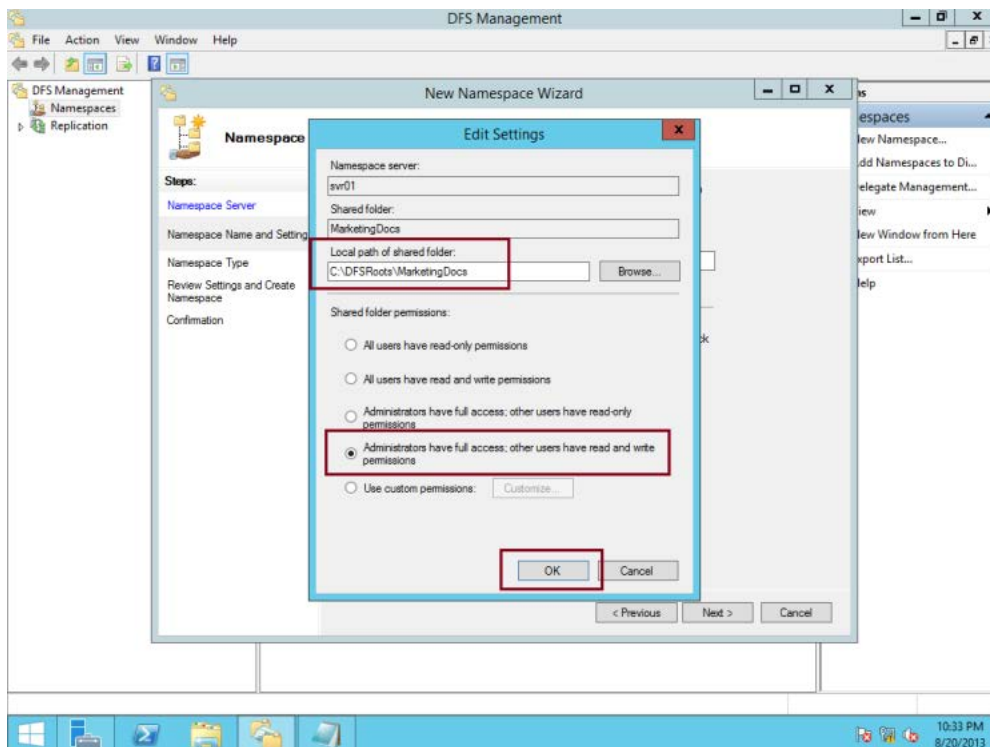 DFS Management
File Action View Window Help
DFS Management
Namespaces
Replication
New Namespace Wizard
Namespace
Steps:
Namespace Server
Namespace Name and Setting
Namespace Type
Review Settings and Create
Namespace
Confirmation
Edit Settings
Namespace server:
svr01
Shared folder:
MarketingDocs
Local path of shared folder:
C:\DFSRoots\MarketingDocs
Browse...
Shared folder permissions:
All users have read-only permissions
All users have read and write permissions
Administrators have full access; other users have read-only
permissions
Administrators have full access; other users have read and write
permissions
Use custom permissions: Customize...
OK Cancel
< Previous Next > Cancel
ns
espaces
lew Namespace...
dd Namespaces to Di...
elegate Management...
iew
lew Window from Here
xport List...
lelp
10:33 PM
8/20/2013